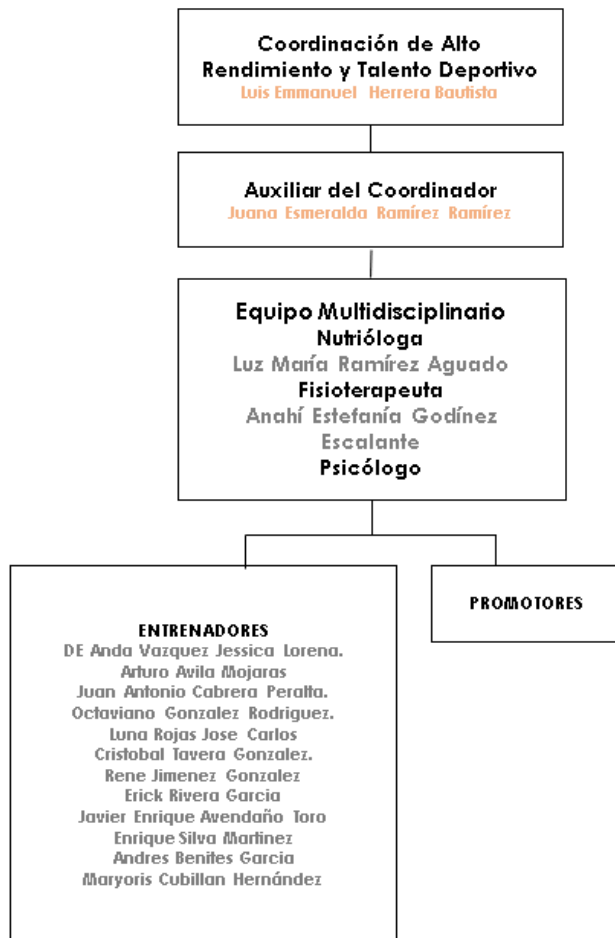 Coordinación de Alto
Rendimiento y Talento Deportivo
Luis Emmanuel Herrera Bautista
Auxiliar del Coordinador
Juana Esmeralda Ramírez Ramírez
Equipo Multidisciplinario
Nutrióloga
Luz María Ramírez Aguado
Fisioterapeuta
Anahí Estefanía Godínez
Escalante
Psicólogo
ENTRENADORES
DE Anda Vazquez Jessica Lorena.
Arturo Avila Mojaras
Juan Antonio Cabrera Peralta.
Octaviano Gonzalez Rodriguez.
Luna Rojas Jose Carlos
Cristobal Tavera Gonzalez.
Rene Jimenez Gonzalez
Erick Rivera Garcia
Javier Enrique Avendaño Toro
Enrique Silva Martinez
Andres Benites Garcia
Maryoris Cubillan Hernández
PROMOTORES